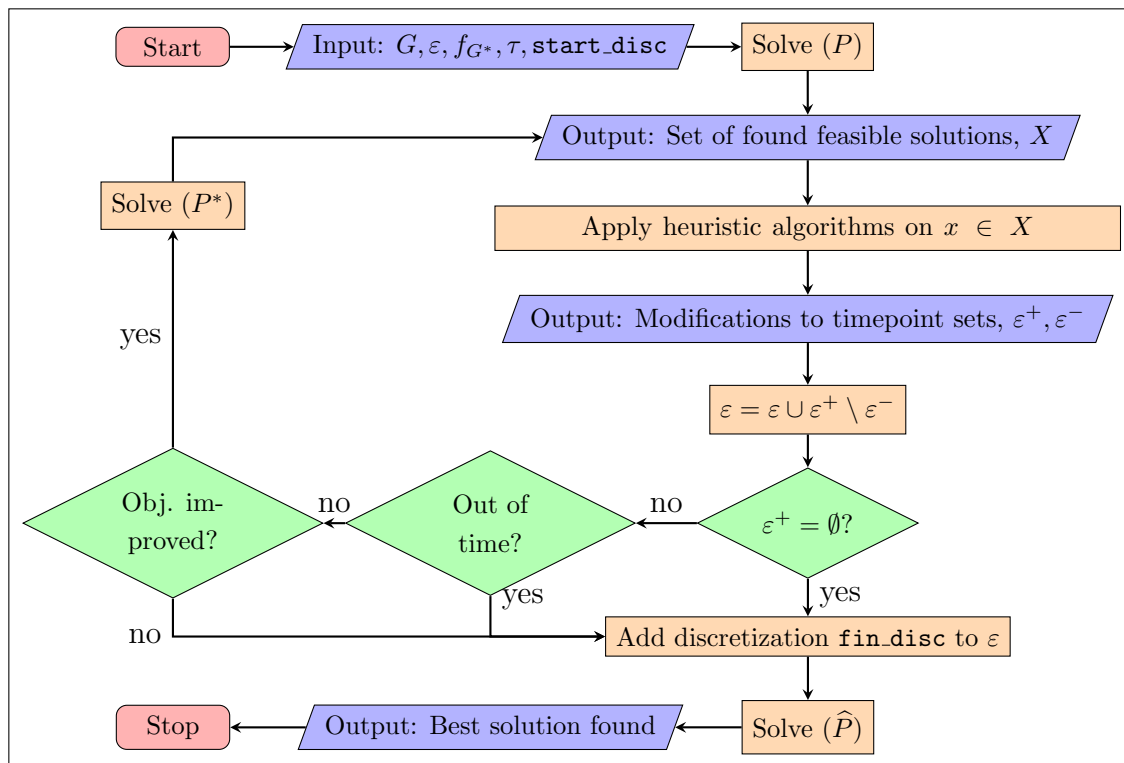 Start
Input: G, ε, f_{G*}, τ, start_disc
Solve (P)
Output: Set of found feasible solutions, X
Solve (P*)
Apply heuristic algorithms on x ∈ X
Output: Modifications to timepoint sets, ε⁺, ε⁻
yes
ε = ε ∪ ε⁺ \ ε⁻
Obj. im-
proved?
no
Out of
time?
no
ε⁺ = ∅?
yes
yes
no
Add discretization fin_disc to ε
Stop
Output: Best solution found
Solve (P̂)